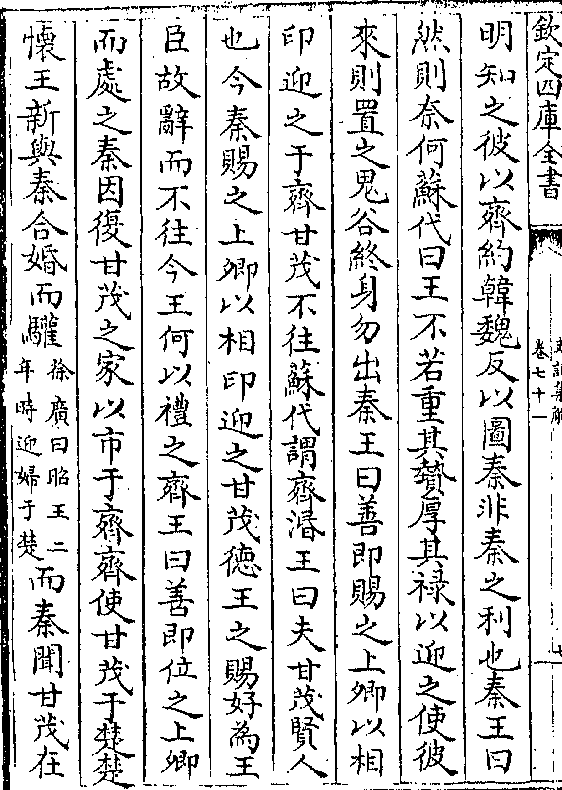 欽定四庫全書
史記集解
卷七十一
明知之彼以齊約韓魏反以圖秦非秦之利也秦王曰
然則奈何蘇代曰王不若重其贄厚其祿以迎之使彼
來則置之鬼谷終身勿出秦王曰善即賜之上卿以相
印迎之于齊甘茂不往蘇代謂齊湣王曰夫甘茂賢人
也今秦賜之上卿以相印迎之甘茂德王之賜好為王
臣故辭而不往今王何以禮之齊王曰善即位之上卿
而處之秦因復甘茂之家以市于齊齊使甘茂于楚楚
懷王新與秦合婚而驩徐廣曰昭王二年時迎婦于楚而秦聞甘茂在